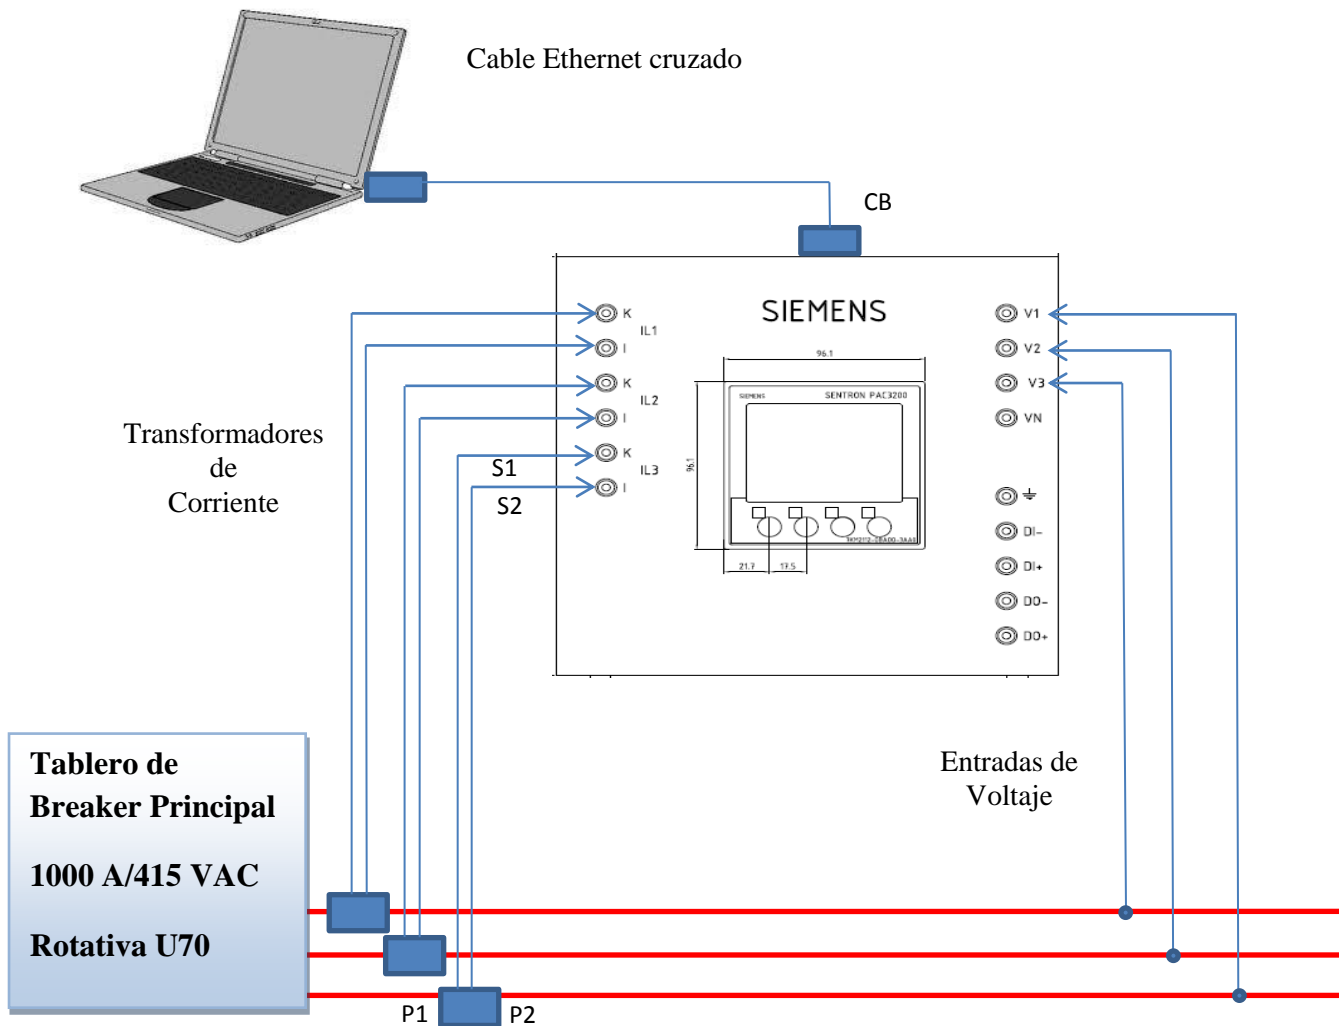 Cable Ethernet cruzado
CB
SIEMENS
K
IL1
I
K
IL2
I
K
IL3
I
S1
S2
V1
V2
V3
VN
DI-
DI+
DO-
DO+
96.1
96.1
SIEMENS
SENTRON PAC3200
21.7
17.5
Transformadores
de
Corriente
Entradas de
Voltaje
Tablero de
Breaker Principal
1000 A/415 VAC
Rotativa U70
P1
P2